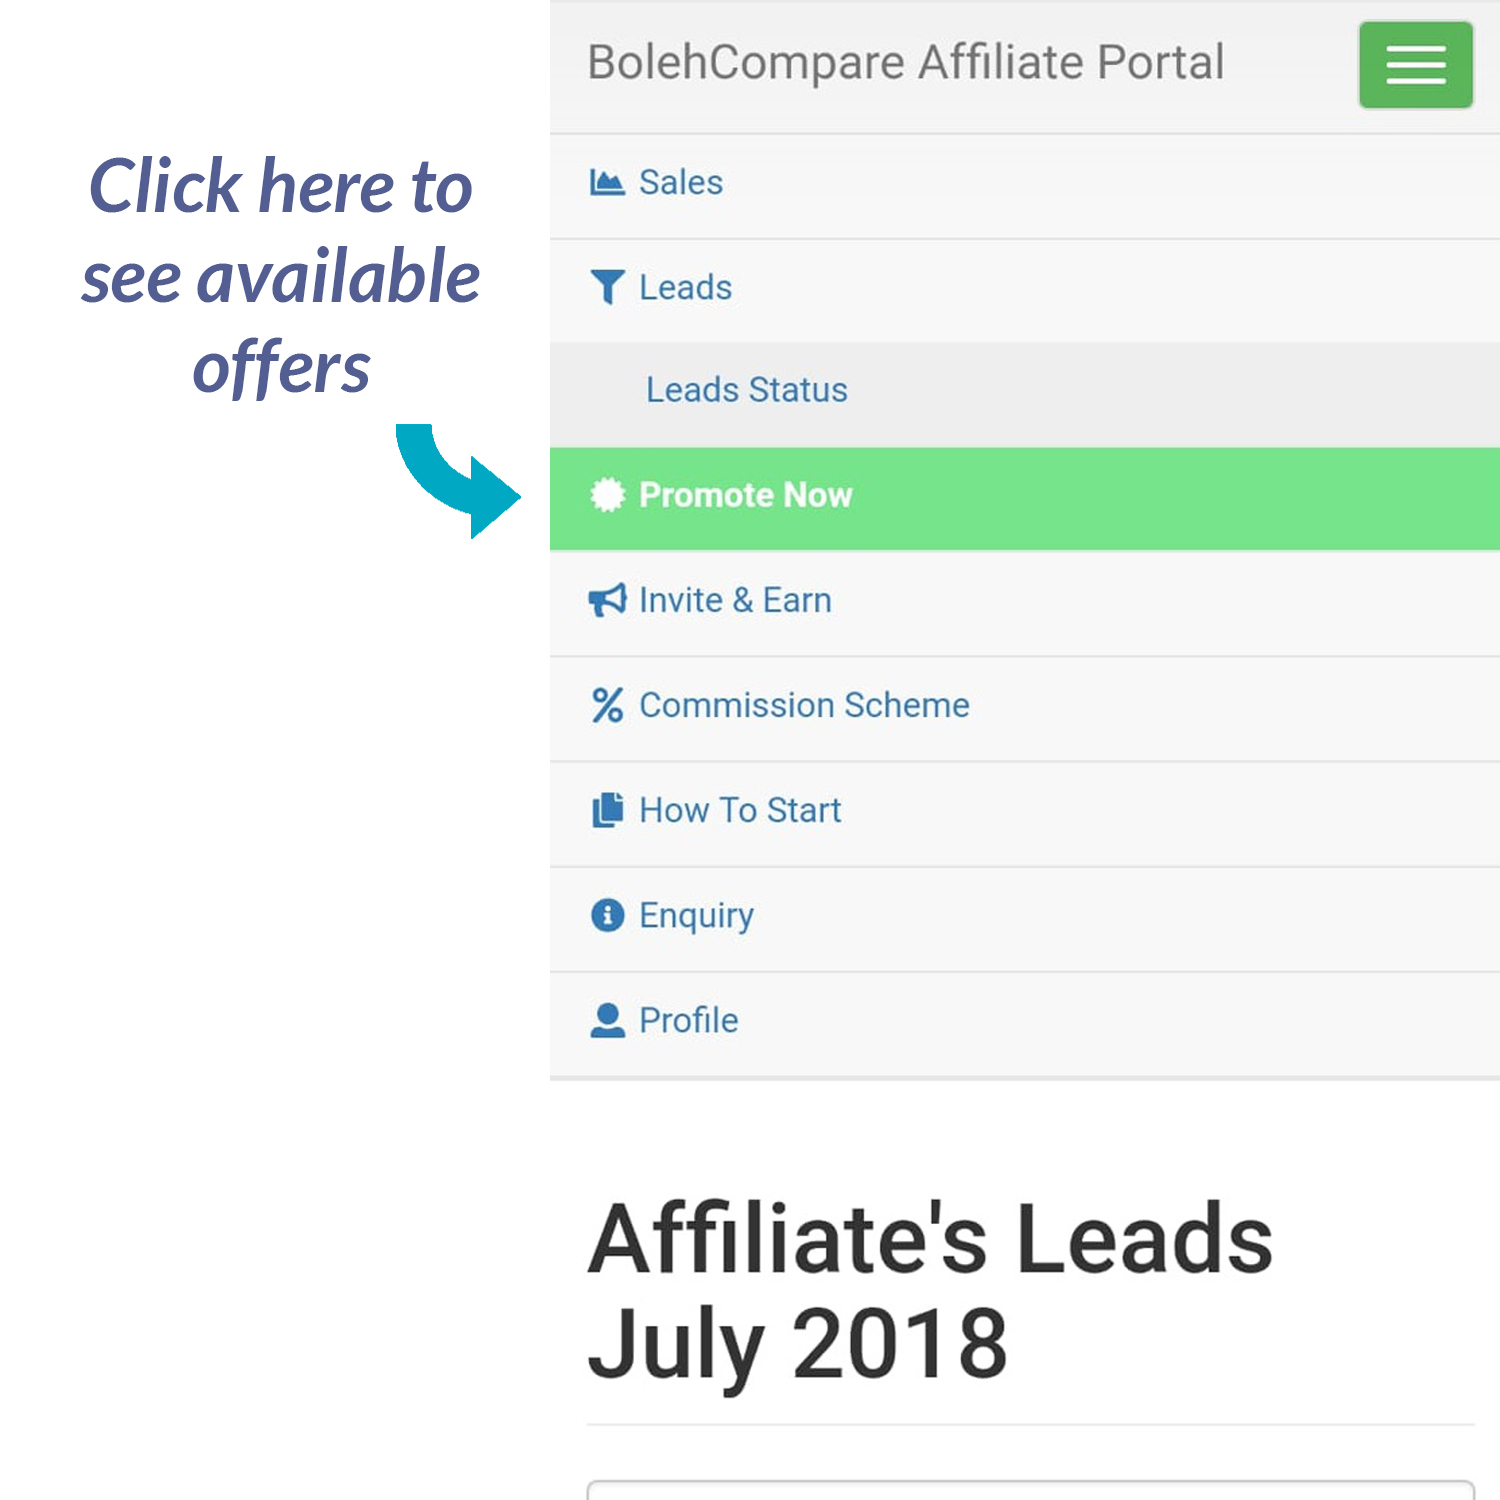 Click here to
see available
offers
BolehCompare Affiliate Portal
Sales
Leads
Leads Status
Promote Now
Invite & Earn
Commission Scheme
How To Start
Enquiry
Profile
Affiliate's Leads
July 2018